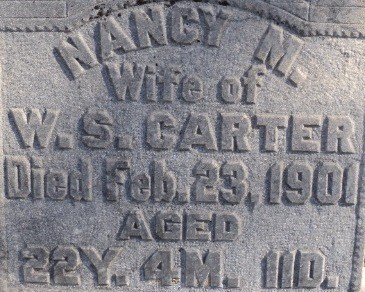 NANCY M.
Wife of
W. S. CARTER
Died Feb. 23, 1901
AGED
22Y. 4M. 11D.